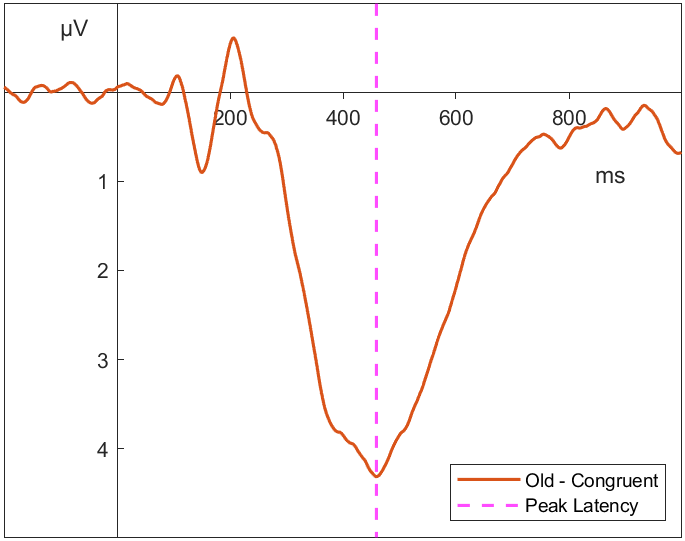 µV
200 400 600 800
1
ms
2
3
4
Old - Congruent
Peak Latency